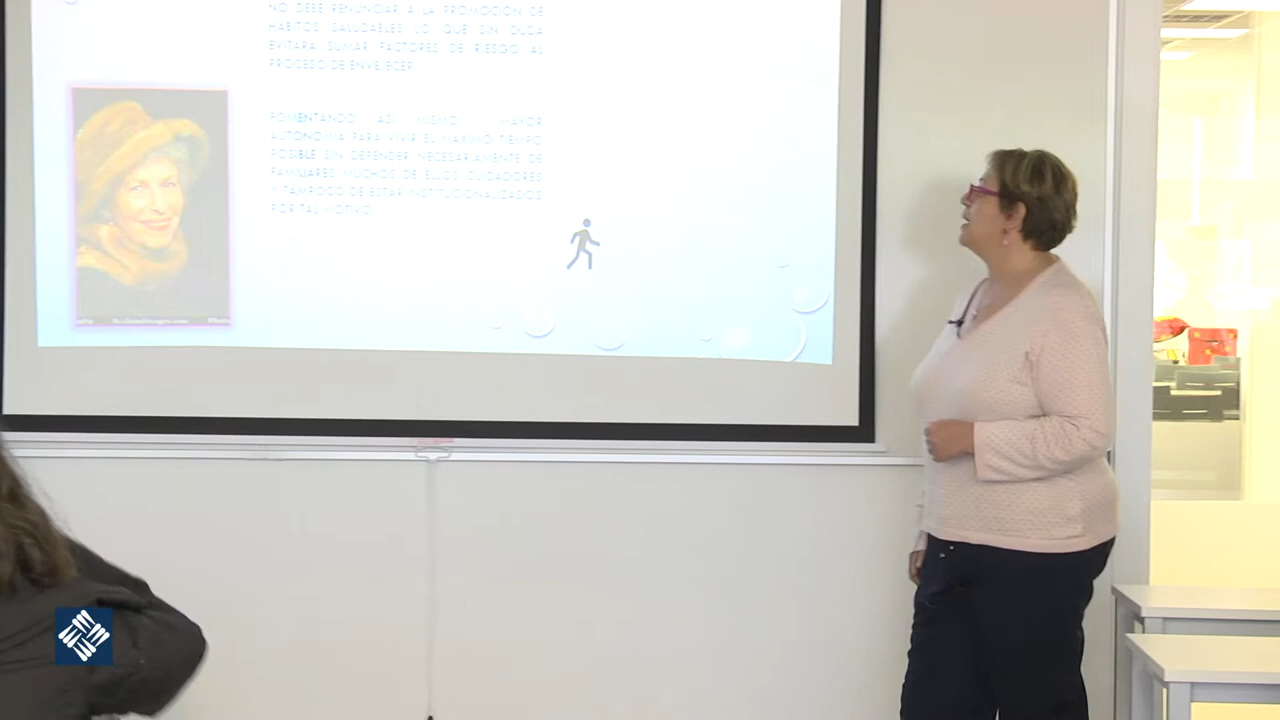 NO DEBE RENUNCIAR A LA PROMOCIÓN DE
HÁBITOS SALUDABLES LO QUE SIN DUDA
EVITARÁ SUMAR FACTORES DE RIESGO AL
PROCESO DE ENVEJECER.
FOMENTANDO ASÍ MISMO MAYOR
AUTONOMÍA PARA VIVIR EL MÁXIMO TIEMPO
POSIBLE SIN DEPENDER NECESARIAMENTE DE
FAMILIARES, MUCHOS DE ELLOS CUIDADORES
Y TAMPOCO DE ESTAR INSTITUCIONALIZADOS
POR TAL MOTIVO.